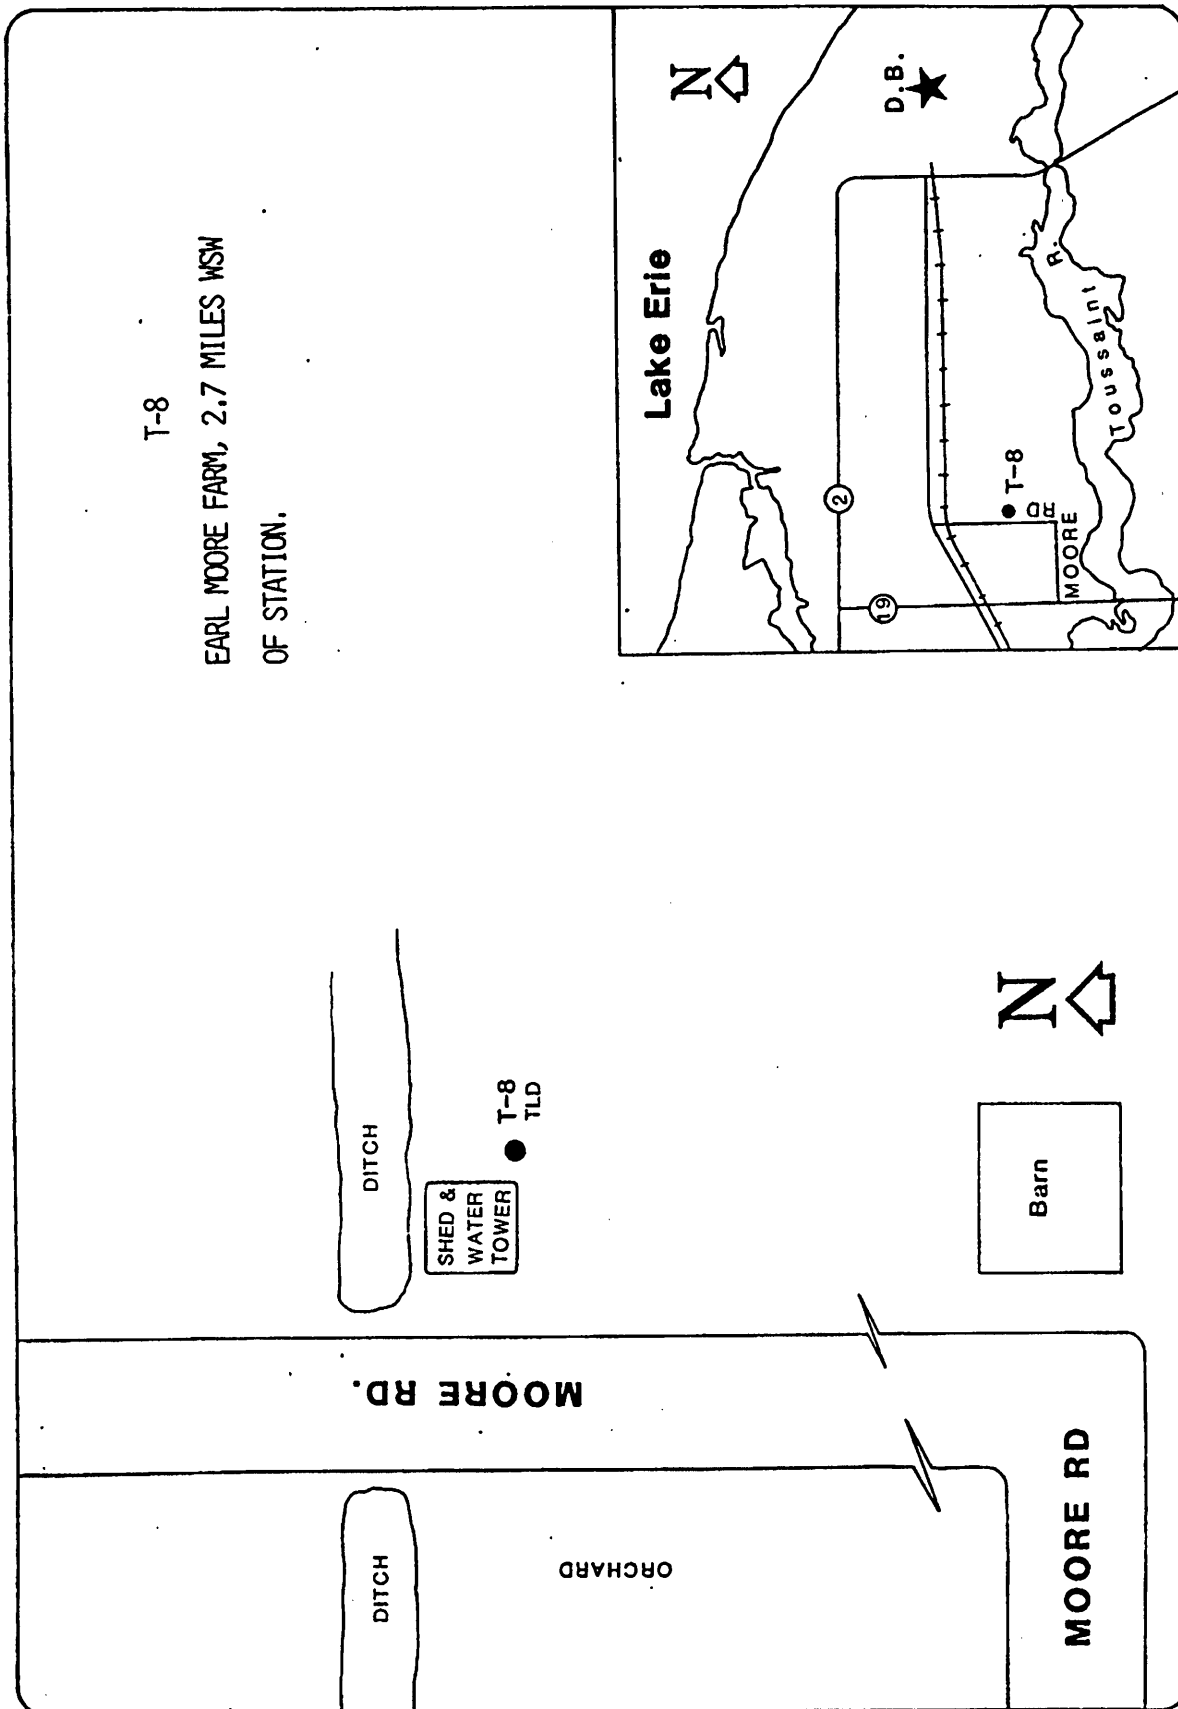 T-8
EARL MOORE FARM, 2.7 MILES WSW
OF STATION.
DITCH
DITCH
SHED &
WATER
TOWER
T-8
TLD
MOORE RD.
ORCHARD
Barn
N
MOORE RD
N
Lake Erie
D.B.
2
19
T-8
RD
MOORE
Toussaint R.